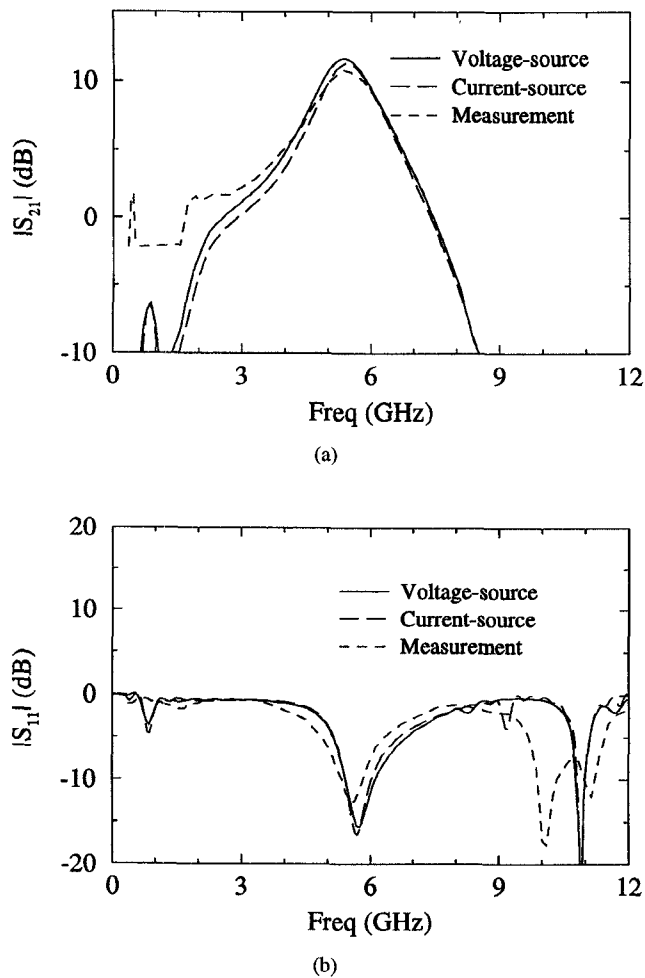 |S21| (dB)
10
0
-10
Voltage-source
Current-source
Measurement
3
6
9
12
Freq (GHz)
(a)
|S11| (dB)
20
10
0
-10
-20
Voltage-source
Current-source
Measurement
0
3
6
9
12
Freq (GHz)
(b)